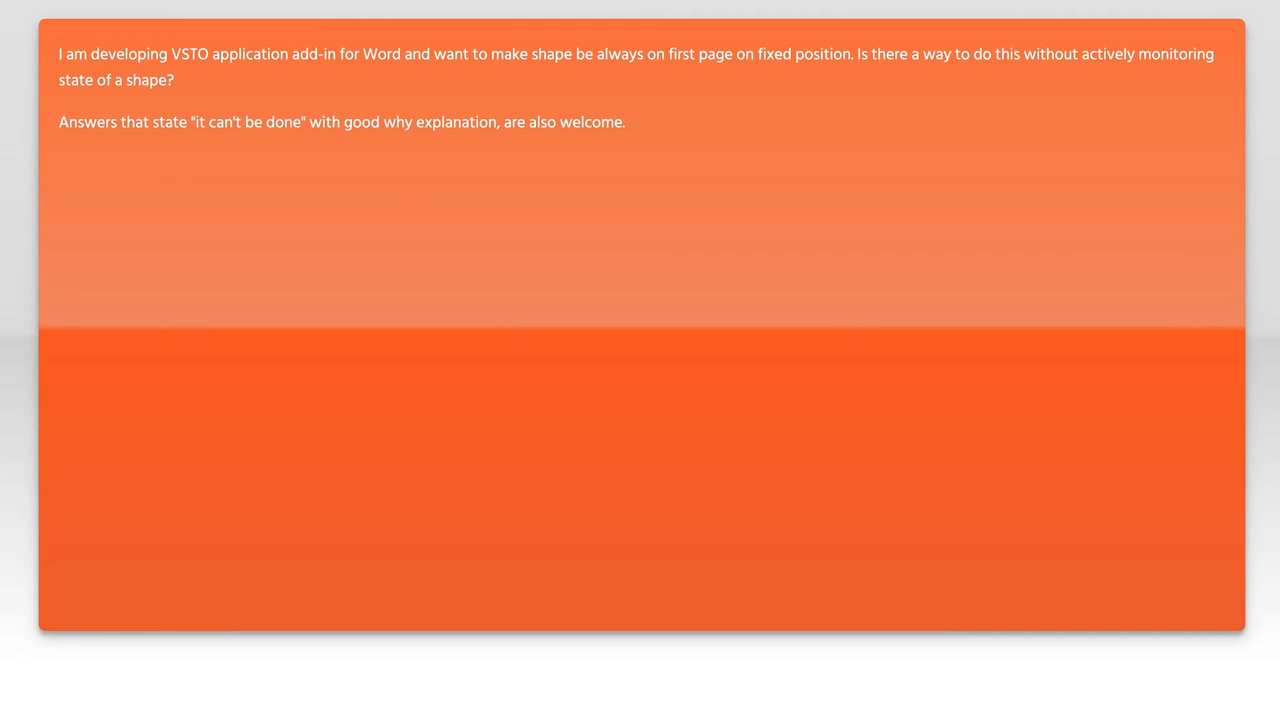 I am developing VSTO application add-in for Word and want to make shape be always on first page on fixed position. Is there a way to do this without actively monitoring
state of a shape?
Answers that state "it can't be done" with good why explanation, are also welcome.